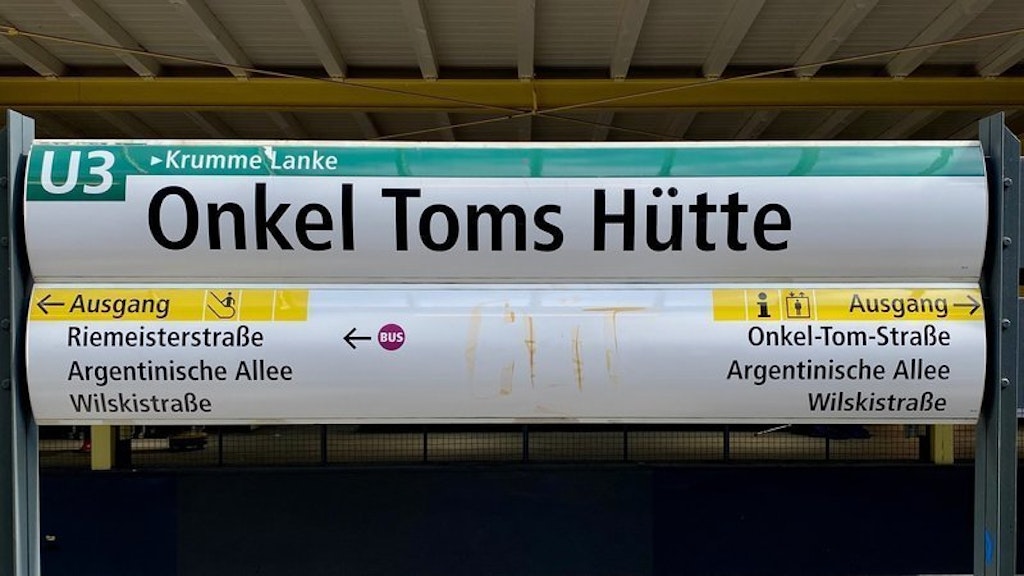 U3 ▸Krumme Lanke
Onkel Toms Hütte
← Ausgang
Riemeisterstraße
Argentinische Allee
Wilskistraße
← BUS
i Ausgang →
Onkel-Tom-Straße
Argentinische Allee
Wilskistraße